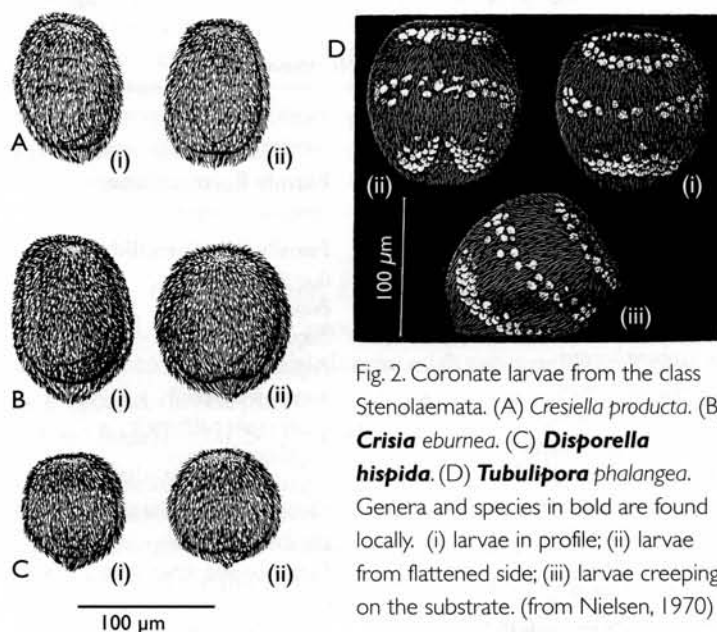 A
(i)
(ii)
B
(i)
(ii)
C
(i)
(ii)
100 µm
D
(ii)
(i)
(iii)
100 µm
Fig. 2. Coronate larvae from the class
Stenolaemata. (A) Cresiella producta. (B
Crisia eburnea. (C) Disporella
hispida. (D) Tubulipora phalangea.
Genera and species in bold are found
locally. (i) larvae in profile; (ii) larvae
from flattened side; (iii) larvae creeping
on the substrate. (from Nielsen, 1970)